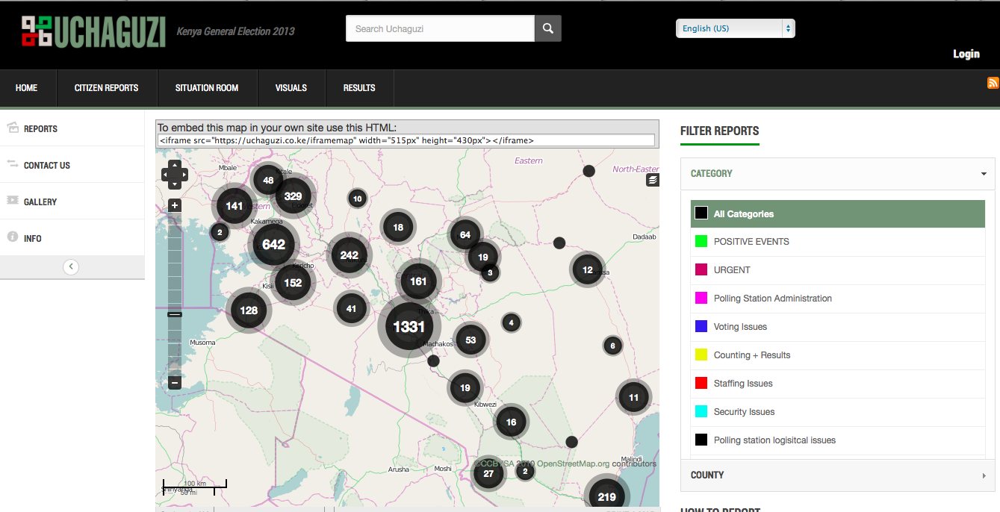 UCHAGUZI
Kenya General Election 2013
Search Uchaguzi
English (US)
Login
HOME
CITIZEN REPORTS
SITUATION ROOM
VISUALS
RESULTS
REPORTS
CONTACT US
GALLERY
INFO
To embed this map in your own site use this HTML:
<iframe src="https://uchaguzi.co.ke/iframemap" width="515px" height="430px"></iframe>
Eastern
Mbale
North-Easter
48
329
141
10
2
Kakamega
18
64
642
Dadaab
242
19
3
12
Kericho
Kisii
152
161
128
41
Thika
1331
4
Musoma
Machakos
53
6
19
11
Kibwezi
16
Malindi
©CCBYSA 2010 OpenStreetMap.org contributors
Arusha
Moshi
27
2
100 km
50 mi
Shinyanga
219
FILTER REPORTS
CATEGORY
All Categories
POSITIVE EVENTS
URGENT
Polling Station Administration
Voting Issues
Counting + Results
Staffing Issues
Security Issues
Polling station logisitcal issues
COUNTY
HOW TO REPORT